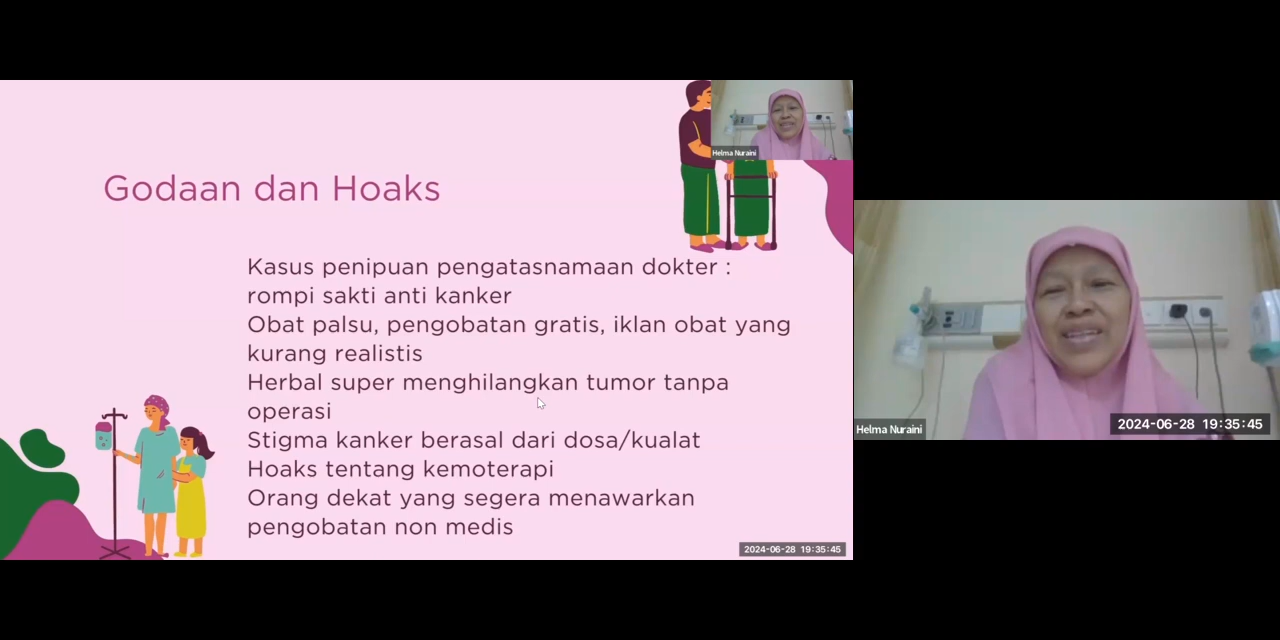 Helma Nuraini
Godaan dan Hoaks
Kasus penipuan pengatasnamaan dokter :
rompi sakti anti kanker
Obat palsu, pengobatan gratis, iklan obat yang
kurang realistis
Herbal super menghilangkan tumor tanpa
operasi
Stigma kanker berasal dari dosa/kualat
Hoaks tentang kemoterapi
Orang dekat yang segera menawarkan
pengobatan non medis
2024-06-28 19:35:45
Helma Nuraini
2024-06-28 19:35:45